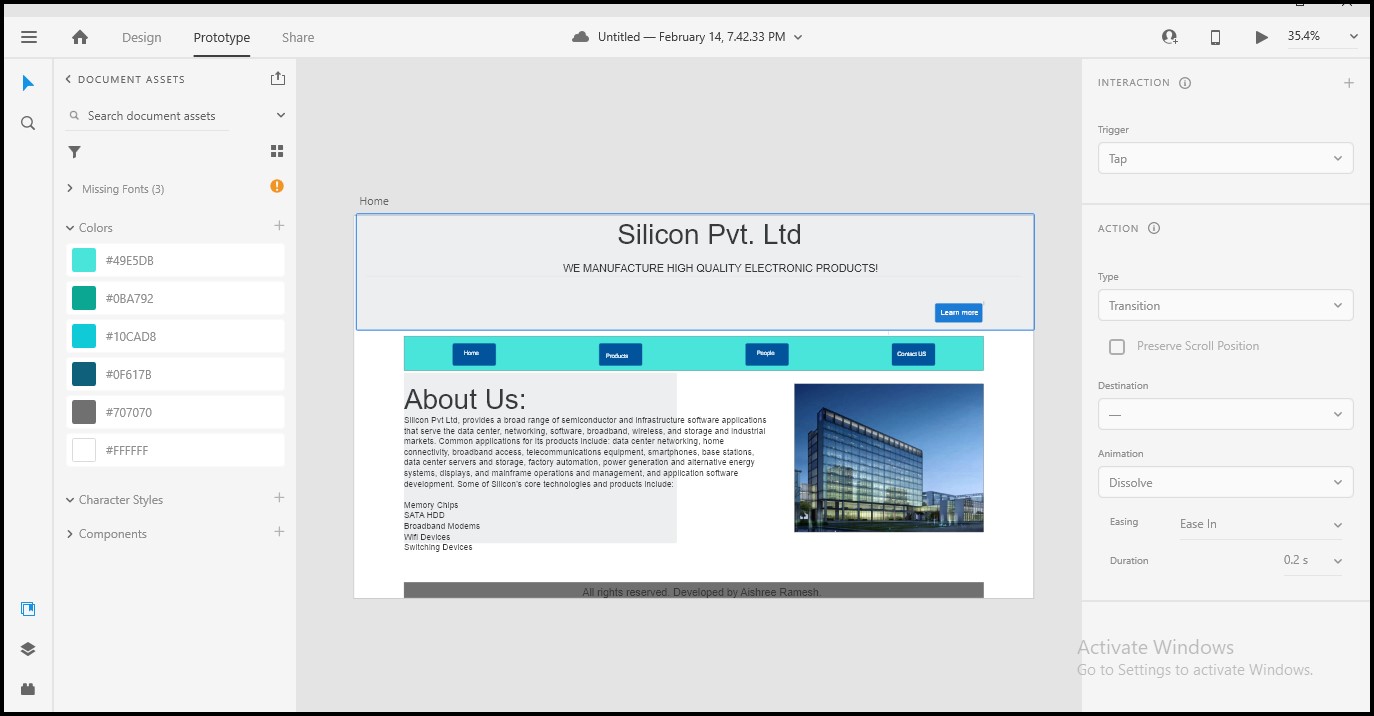 Design
Prototype
Share
Untitled — February 14, 7.42.33 PM
35.4%
DOCUMENT ASSETS
Search document assets
Missing Fonts (3)
Colors
#49E5DB
#0BA792
#10CAD8
#0F617B
#707070
#FFFFFF
Character Styles
Components
Home
Silicon Pvt. Ltd
WE MANUFACTURE HIGH QUALITY ELECTRONIC PRODUCTS!
Learn more
Home
Products
People
Contact US
About Us:
Silicon Pvt Ltd, provides a broad range of semiconductor and infrastructure software applications
that serve the data center, networking, software, broadband, wireless, and storage and industrial
markets. Common applications for its products include: data center networking, home
connectivity, broadband access, telecommunications equipment, smartphones, base stations,
data center servers and storage, factory automation, power generation and alternative energy
systems, displays, and mainframe operations and management, and application software
development. Some of Silicon's core technologies and products include:
Memory Chips
SATA HDD
Broadband Modems
Wifi Devices
Switching Devices
All rights reserved. Developed by Aishree Ramesh.
INTERACTION
Trigger
Tap
ACTION
Type
Transition
Preserve Scroll Position
Destination
—
Animation
Dissolve
Easing
Ease In
Duration
0.2 s
Activate Windows
Go to Settings to activate Windows.